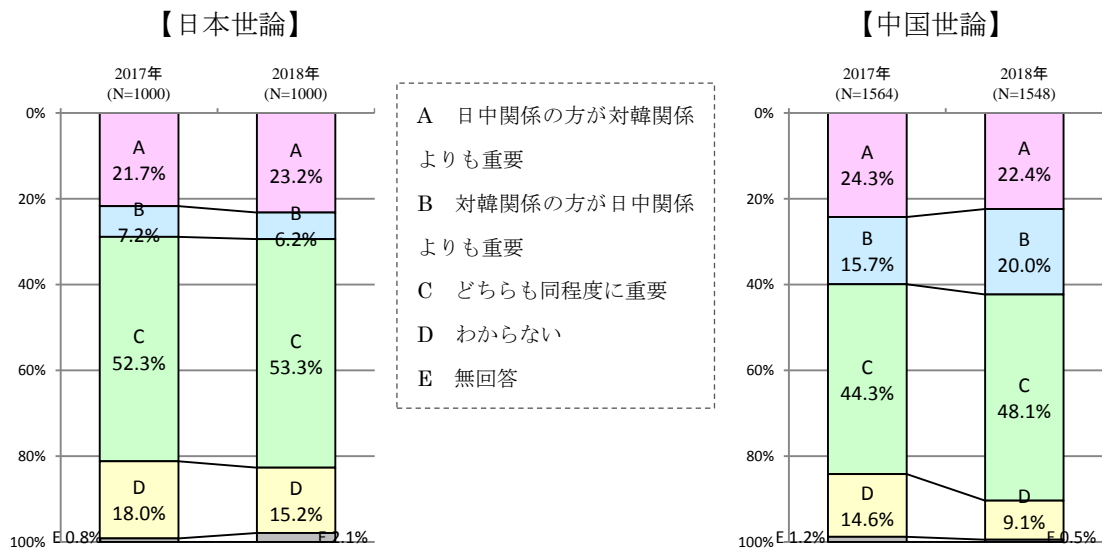 【日本世論】
2017年
(N=1000)
2018年
(N=1000)
0%
20%
40%
60%
80%
100%
A
21.7%
B
7.2%
C
52.3%
D
18.0%
E 0.8%
A
23.2%
B
6.2%
C
53.3%
D
15.2%
E 2.1%
A 日中関係の方が対韓関係
よりも重要
B 対韓関係の方が日中関係
よりも重要
C どちらも同程度に重要
D わからない
E 無回答
【中国世論】
2017年
(N=1564)
2018年
(N=1548)
0%
20%
40%
60%
80%
100%
A
24.3%
B
15.7%
C
44.3%
D
14.6%
E 1.2%
A
22.4%
B
20.0%
C
48.1%
D
9.1%
E 0.5%